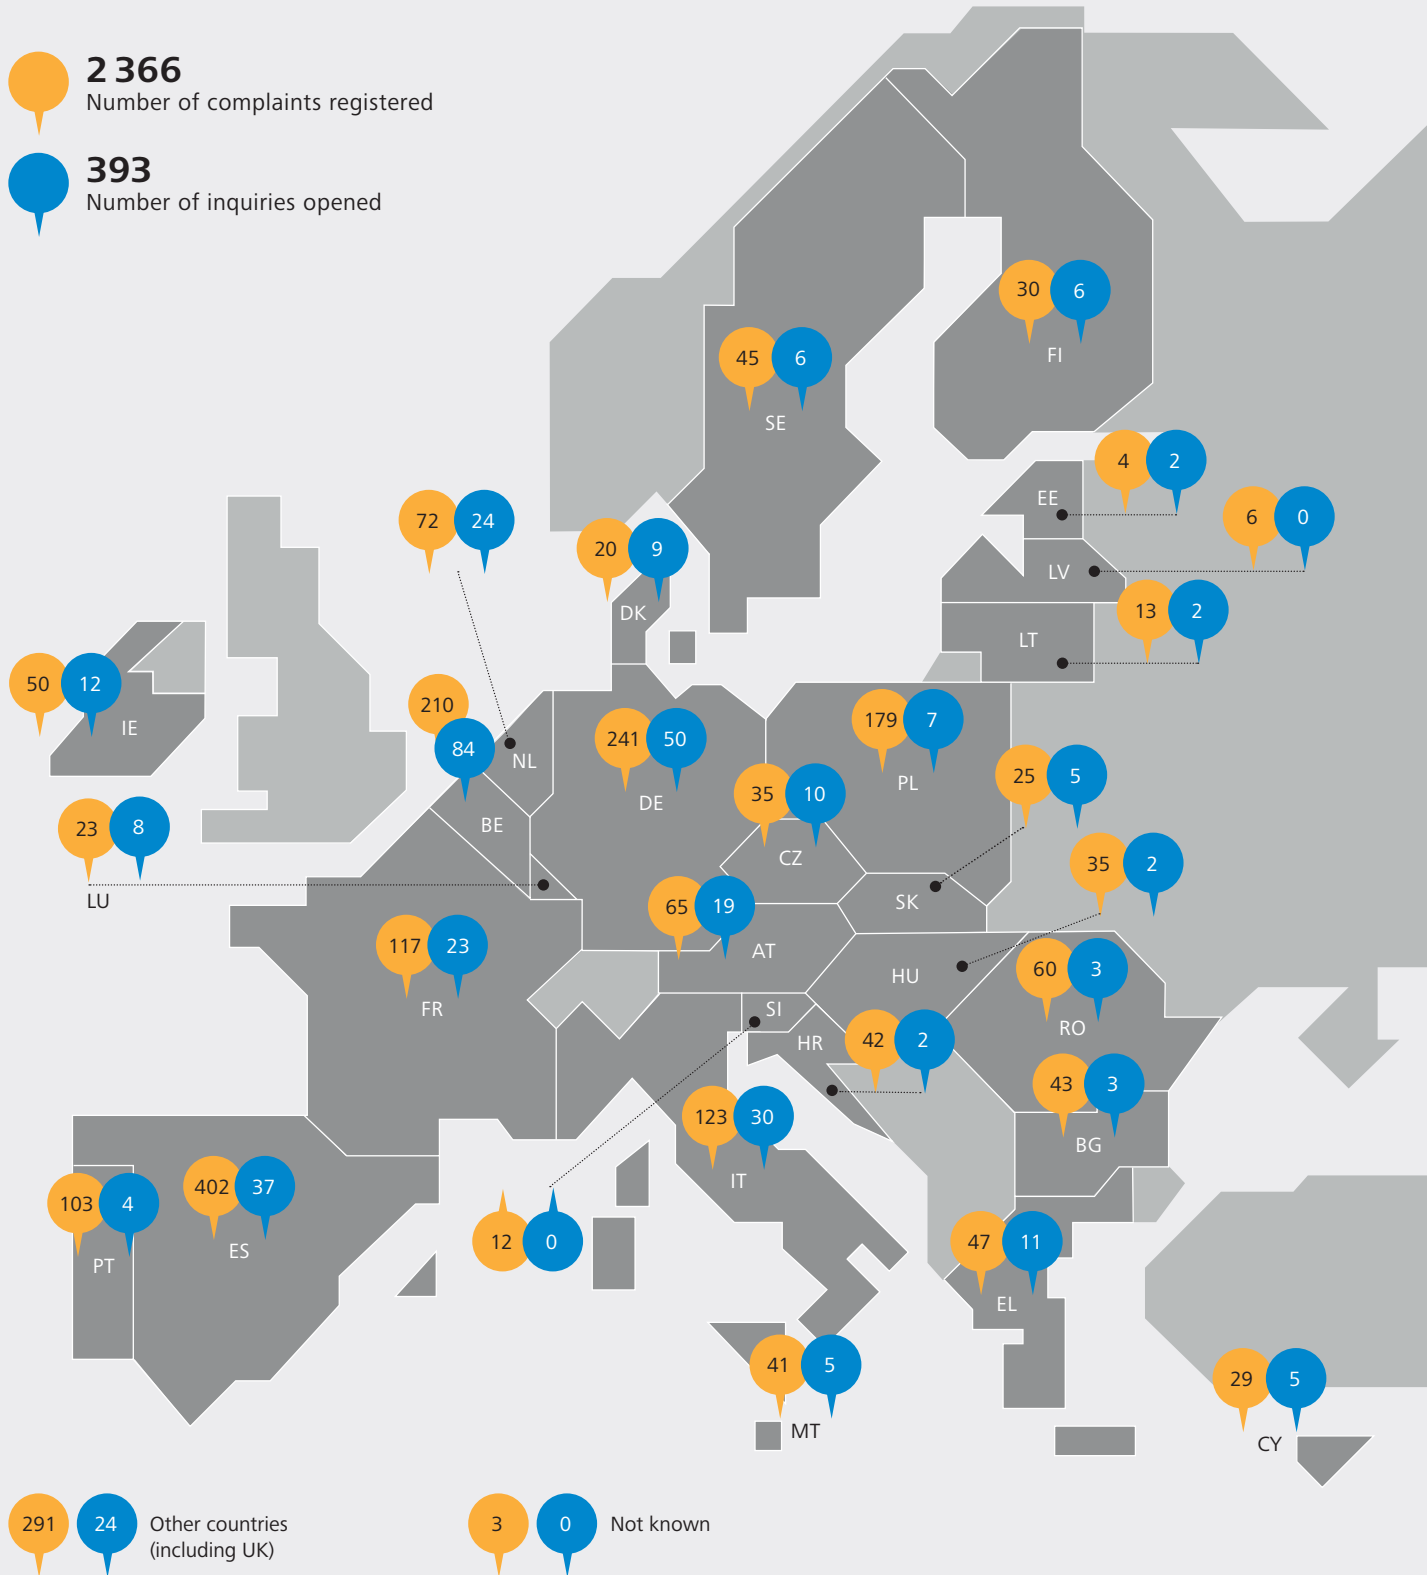 2 366
Number of complaints registered
393
Number of inquiries opened
30 6
FI
45 6
SE
4 2
EE
6 0
LV
72 24
20 9
DK
13 2
LT
50 12
IE
210
84
NL
241 50
DE
179 7
PL
25 5
35 10
CZ
23 8
LU
BE
35 2
SK
65 19
AT
117 23
FR
HU
60 3
RO
SI
HR
42 2
43 3
BG
123 30
IT
103 4
PT
402 37
ES
12 0
47 11
EL
41 5
MT
29 5
CY
291 24 Other countries
(including UK)
3 0 Not known